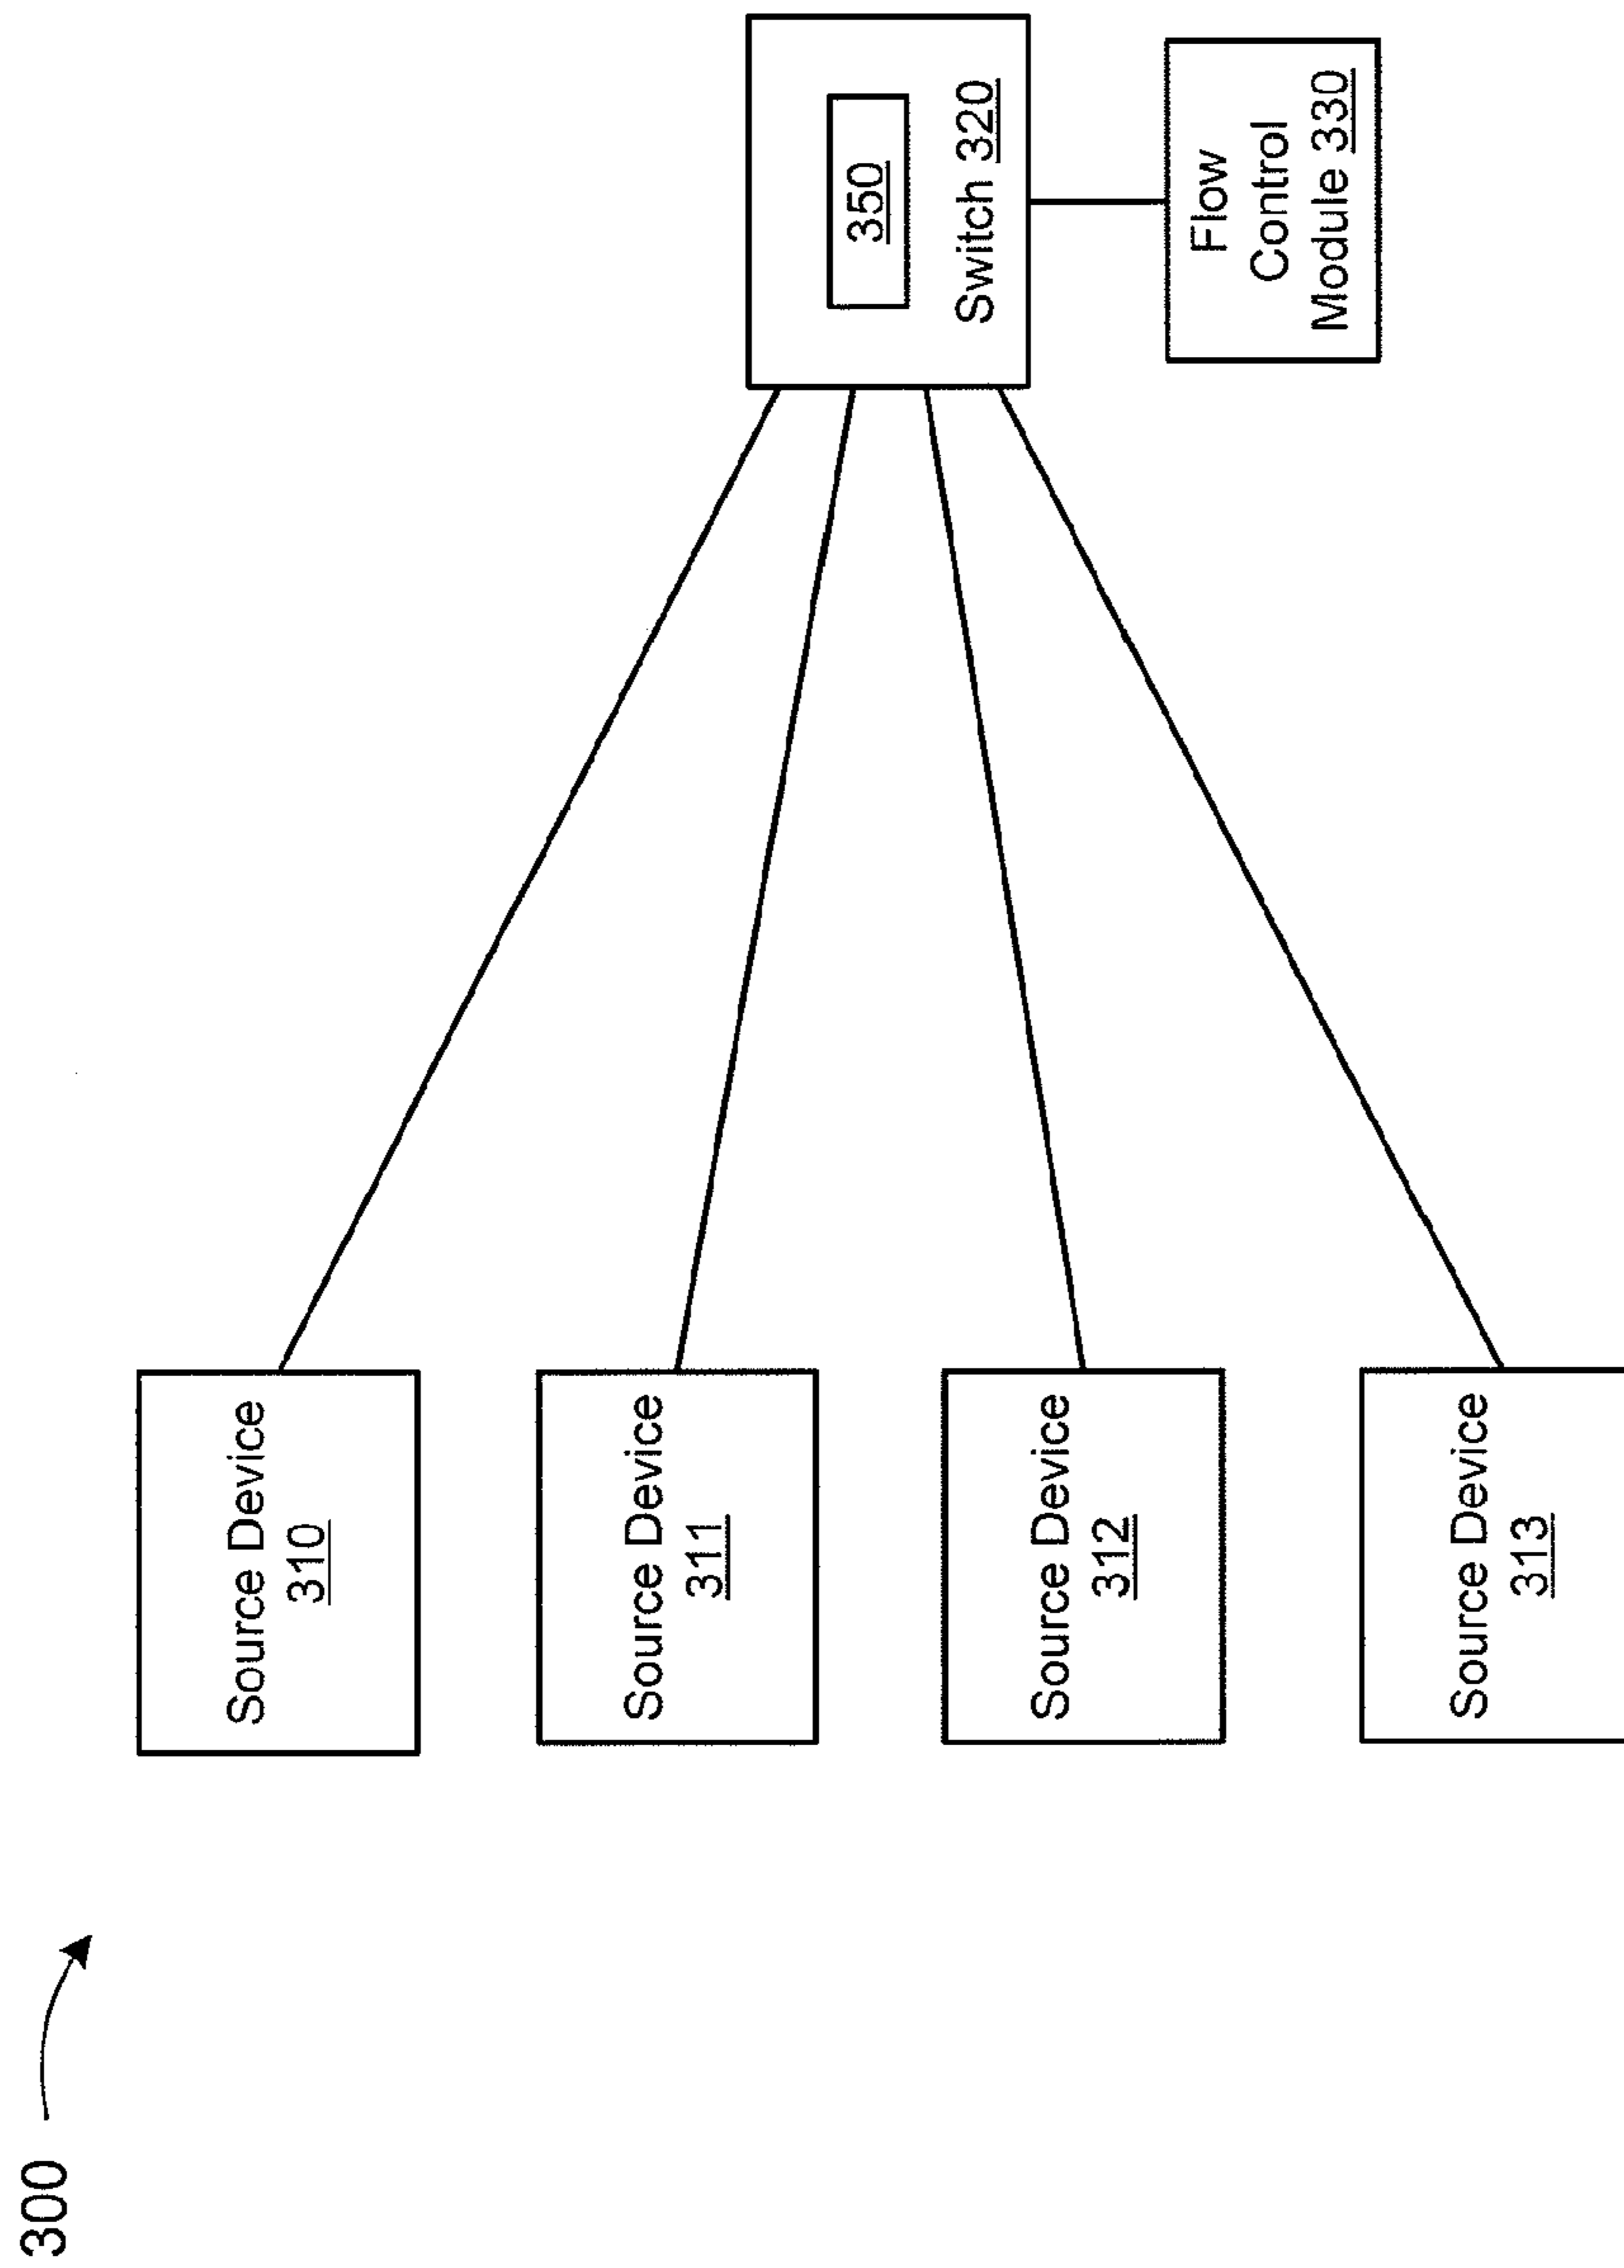 300
Source Device
310
Source Device
311
Source Device
312
Source Device
313
350
Switch 320
Flow
Control
Module 330